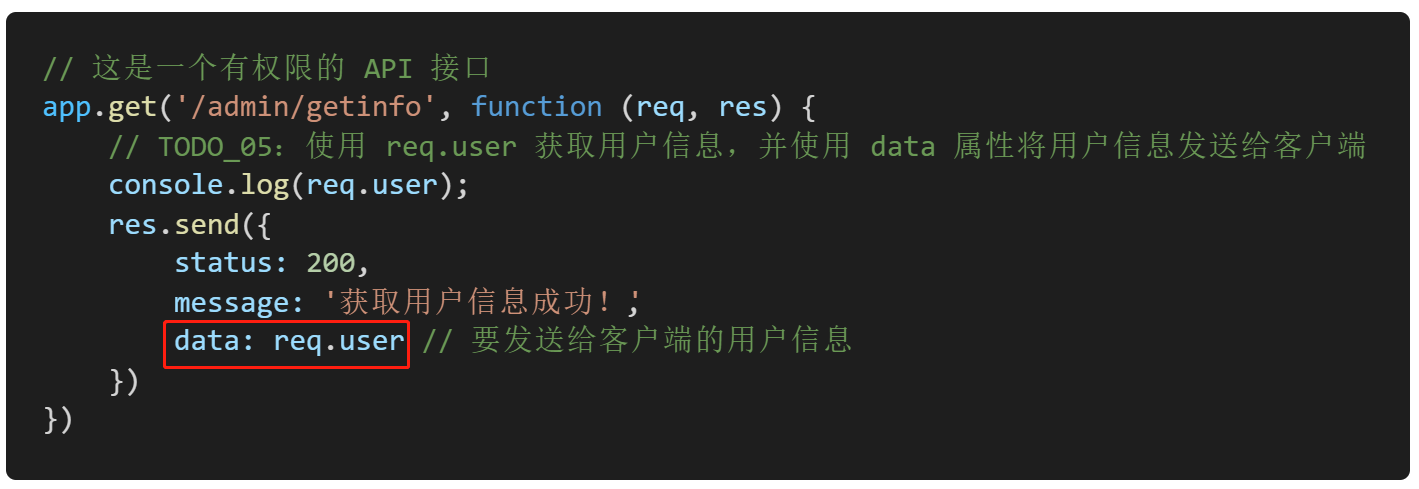 // 这是一个有权限的 API 接口
app.get('/admin/getinfo', function (req, res) {
// TODO_05：使用 req.user 获取用户信息，并使用 data 属性将用户信息发送给客户端
console.log(req.user);
res.send({
status: 200,
message: '获取用户信息成功！',
data: req.user // 要发送给客户端的用户信息
})
})